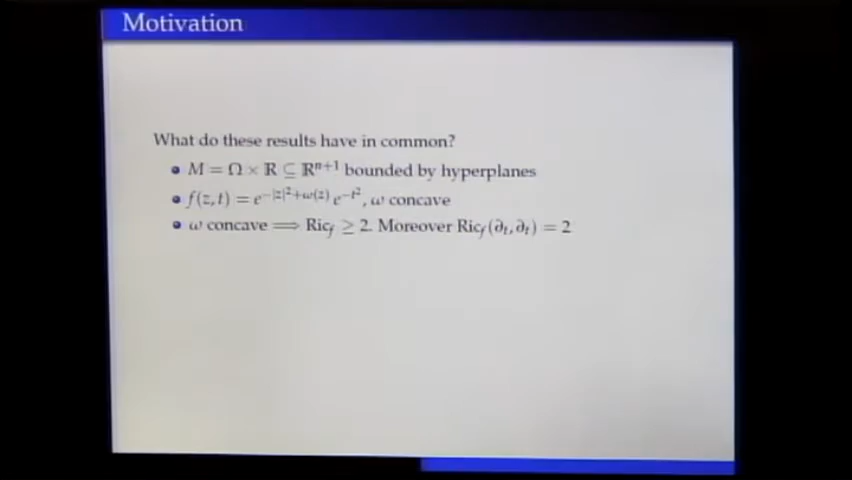 Motivation
What do these results have in common?
• M = Ω × ℝ ⊆ ℝⁿ⁺¹ bounded by hyperplanes
• f(z, t) = e^{−|z|²+ω(z)} e^{−t²}, ω concave
• ω concave ⟹ Ric_f ≥ 2. Moreover Ric_f(∂_t, ∂_t) = 2